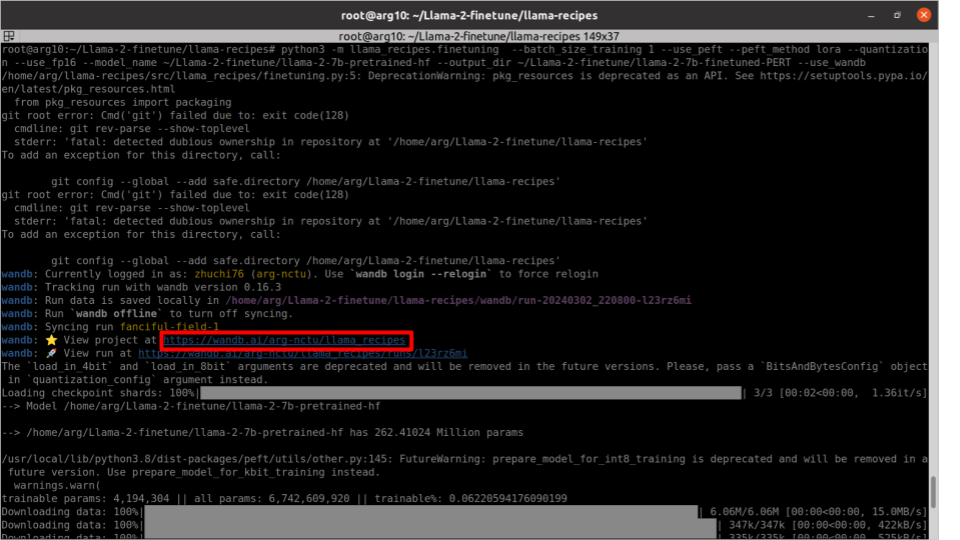 root@arg10: ~/Llama-2-finetune/llama-recipes
root@arg10: ~/Llama-2-finetune/llama-recipes 149x37
root@arg10:~/Llama-2-finetune/llama-recipes# python3 -m llama_recipes.finetuning  --batch_size_training 1 --use_peft --peft_method lora --quantizatio
n --use_fp16 --model_name ~/Llama-2-finetune/llama-2-7b-pretrained-hf --output_dir ~/Llama-2-finetune/llama-2-7b-finetuned-PERT --use_wandb
/home/arg/llama-recipes/src/llama_recipes/finetuning.py:5: DeprecationWarning: pkg_resources is deprecated as an API. See https://setuptools.pypa.io/
en/latest/pkg_resources.html
  from pkg_resources import packaging
git root error: Cmd('git') failed due to: exit code(128)
  cmdline: git rev-parse --show-toplevel
  stderr: 'fatal: detected dubious ownership in repository at '/home/arg/Llama-2-finetune/llama-recipes'
To add an exception for this directory, call:
        git config --global --add safe.directory /home/arg/Llama-2-finetune/llama-recipes'
git root error: Cmd('git') failed due to: exit code(128)
  cmdline: git rev-parse --show-toplevel
  stderr: 'fatal: detected dubious ownership in repository at '/home/arg/Llama-2-finetune/llama-recipes'
To add an exception for this directory, call:
        git config --global --add safe.directory /home/arg/Llama-2-finetune/llama-recipes'
wandb: Currently logged in as: zhuchi76 (arg-nctu). Use `wandb login --relogin` to force relogin
wandb: Tracking run with wandb version 0.16.3
wandb: Run data is saved locally in /home/arg/Llama-2-finetune/llama-recipes/wandb/run-20240302_220800-l23rz6mi
wandb: Run `wandb offline` to turn off syncing.
wandb: Syncing run fanciful-field-1
wandb: ⭐ View project at https://wandb.ai/arg-nctu/llama_recipes
wandb: 🚀 View run at https://wandb.ai/arg-nctu/llama_recipes/runs/l23rz6mi
The `load_in_4bit` and `load_in_8bit` arguments are deprecated and will be removed in the future versions. Please, pass a `BitsAndBytesConfig` object
 in `quantization_config` argument instead.
Loading checkpoint shards: 100%| | 3/3 [00:02<00:00,  1.36it/s]
--> Model /home/arg/Llama-2-finetune/llama-2-7b-pretrained-hf
--> /home/arg/Llama-2-finetune/llama-2-7b-pretrained-hf has 262.41024 Million params
/usr/local/lib/python3.8/dist-packages/peft/utils/other.py:145: FutureWarning: prepare_model_for_int8_training is deprecated and will be removed in a
 future version. Use prepare_model_for_kbit_training instead.
  warnings.warn(
trainable params: 4,194,304 || all params: 6,742,609,920 || trainable%: 0.06220594176090199
Downloading data: 100%| | 6.06M/6.06M [00:00<00:00, 15.0MB/s]
Downloading data: 100%| | 347k/347k [00:00<00:00, 422kB/s]
Downloading data: 100%| | 335k/335k [00:00<00:00, 525kB/s]